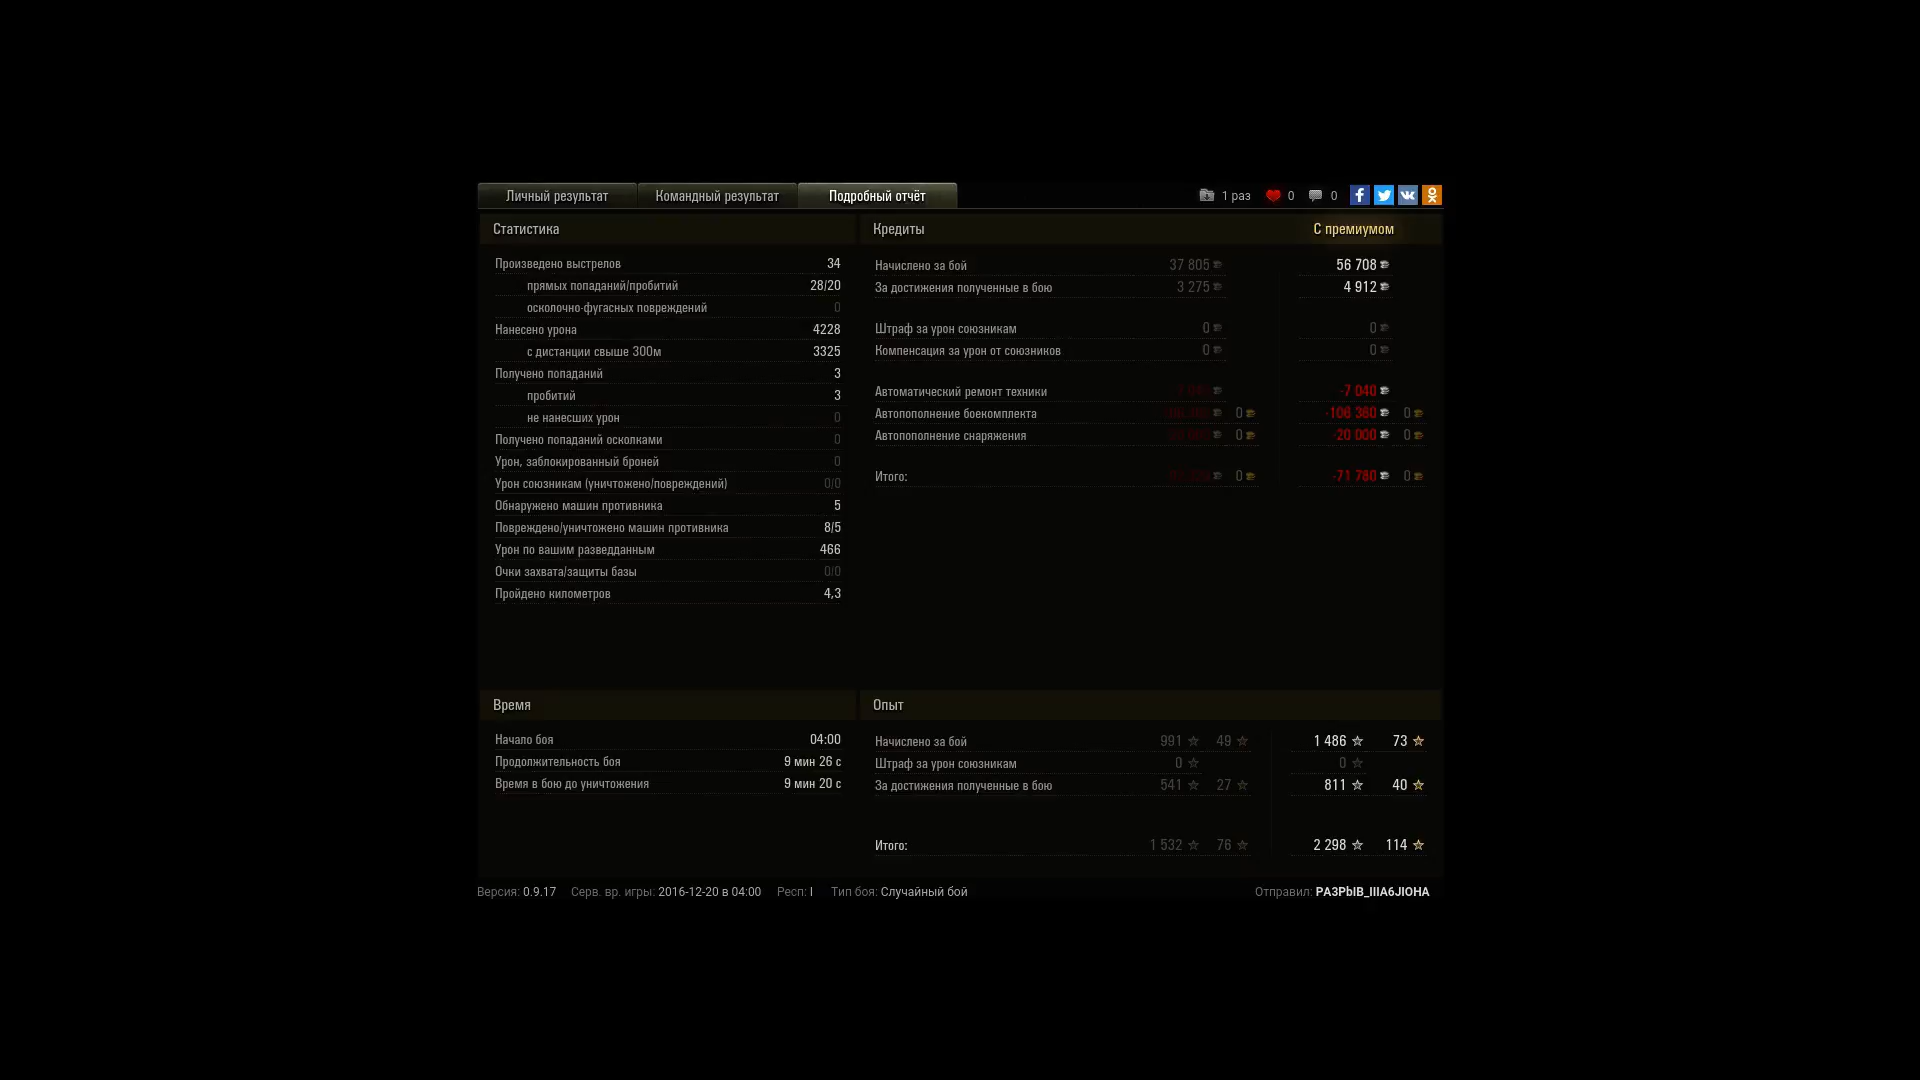 Личный результат Командный результат Подробный отчёт 1 раз 0 0
Статистика
Произведено выстрелов 34
прямых попаданий/пробитий 28/20
осколочно-фугасных повреждений 0
Нанесено урона 4228
с дистанции свыше 300м 3325
Получено попаданий 3
пробитий 3
не нанесших урон 0
Получено попаданий осколками 0
Урон, заблокированный броней 0
Урон союзникам (уничтожено/повреждений) 0/0
Обнаружено машин противника 5
Повреждено/уничтожено машин противника 8/5
Урон по вашим разведданным 466
Очки захвата/защиты базы 0/0
Пройдено километров 4,3
Кредиты С премиумом
Начислено за бой 37 805 56 708
За достижения полученные в бою 3 275 4 912
Штраф за урон союзникам 0 0
Компенсация за урон от союзников 0 0
Автоматический ремонт техники -7 040
Автопополнение боекомплекта 0 0
Автопополнение снаряжения 0 -20 000 0
Итого: 0 -71 780 0
Время
Начало боя 04:00
Продолжительность боя 9 мин 26 с
Время в бою до уничтожения 9 мин 20 с
Опыт
Начислено за бой 991 49 1 486 73
Штраф за урон союзникам 0 0
За достижения полученные в бою 541 27 811 40
Итого: 1 532 76 2 298 114
Версия: 0.9.17 Серв. вр. игры: 2016-12-20 в 04:00 Респ: I Тип боя: Случайный бой Отправил: PA3PbIB_IIIA6JIOHA